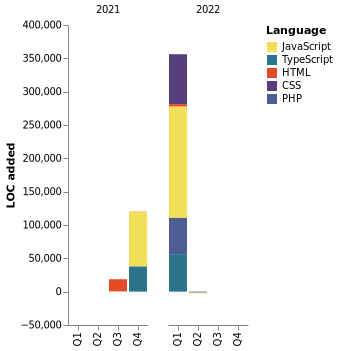 2021 2022
Language
JavaScript
TypeScript
HTML
CSS
PHP
LOC added
400,000
350,000
300,000
250,000
200,000
150,000
100,000
50,000
0
−50,000
Q1 Q2 Q3 Q4 Q1 Q2 Q3 Q4